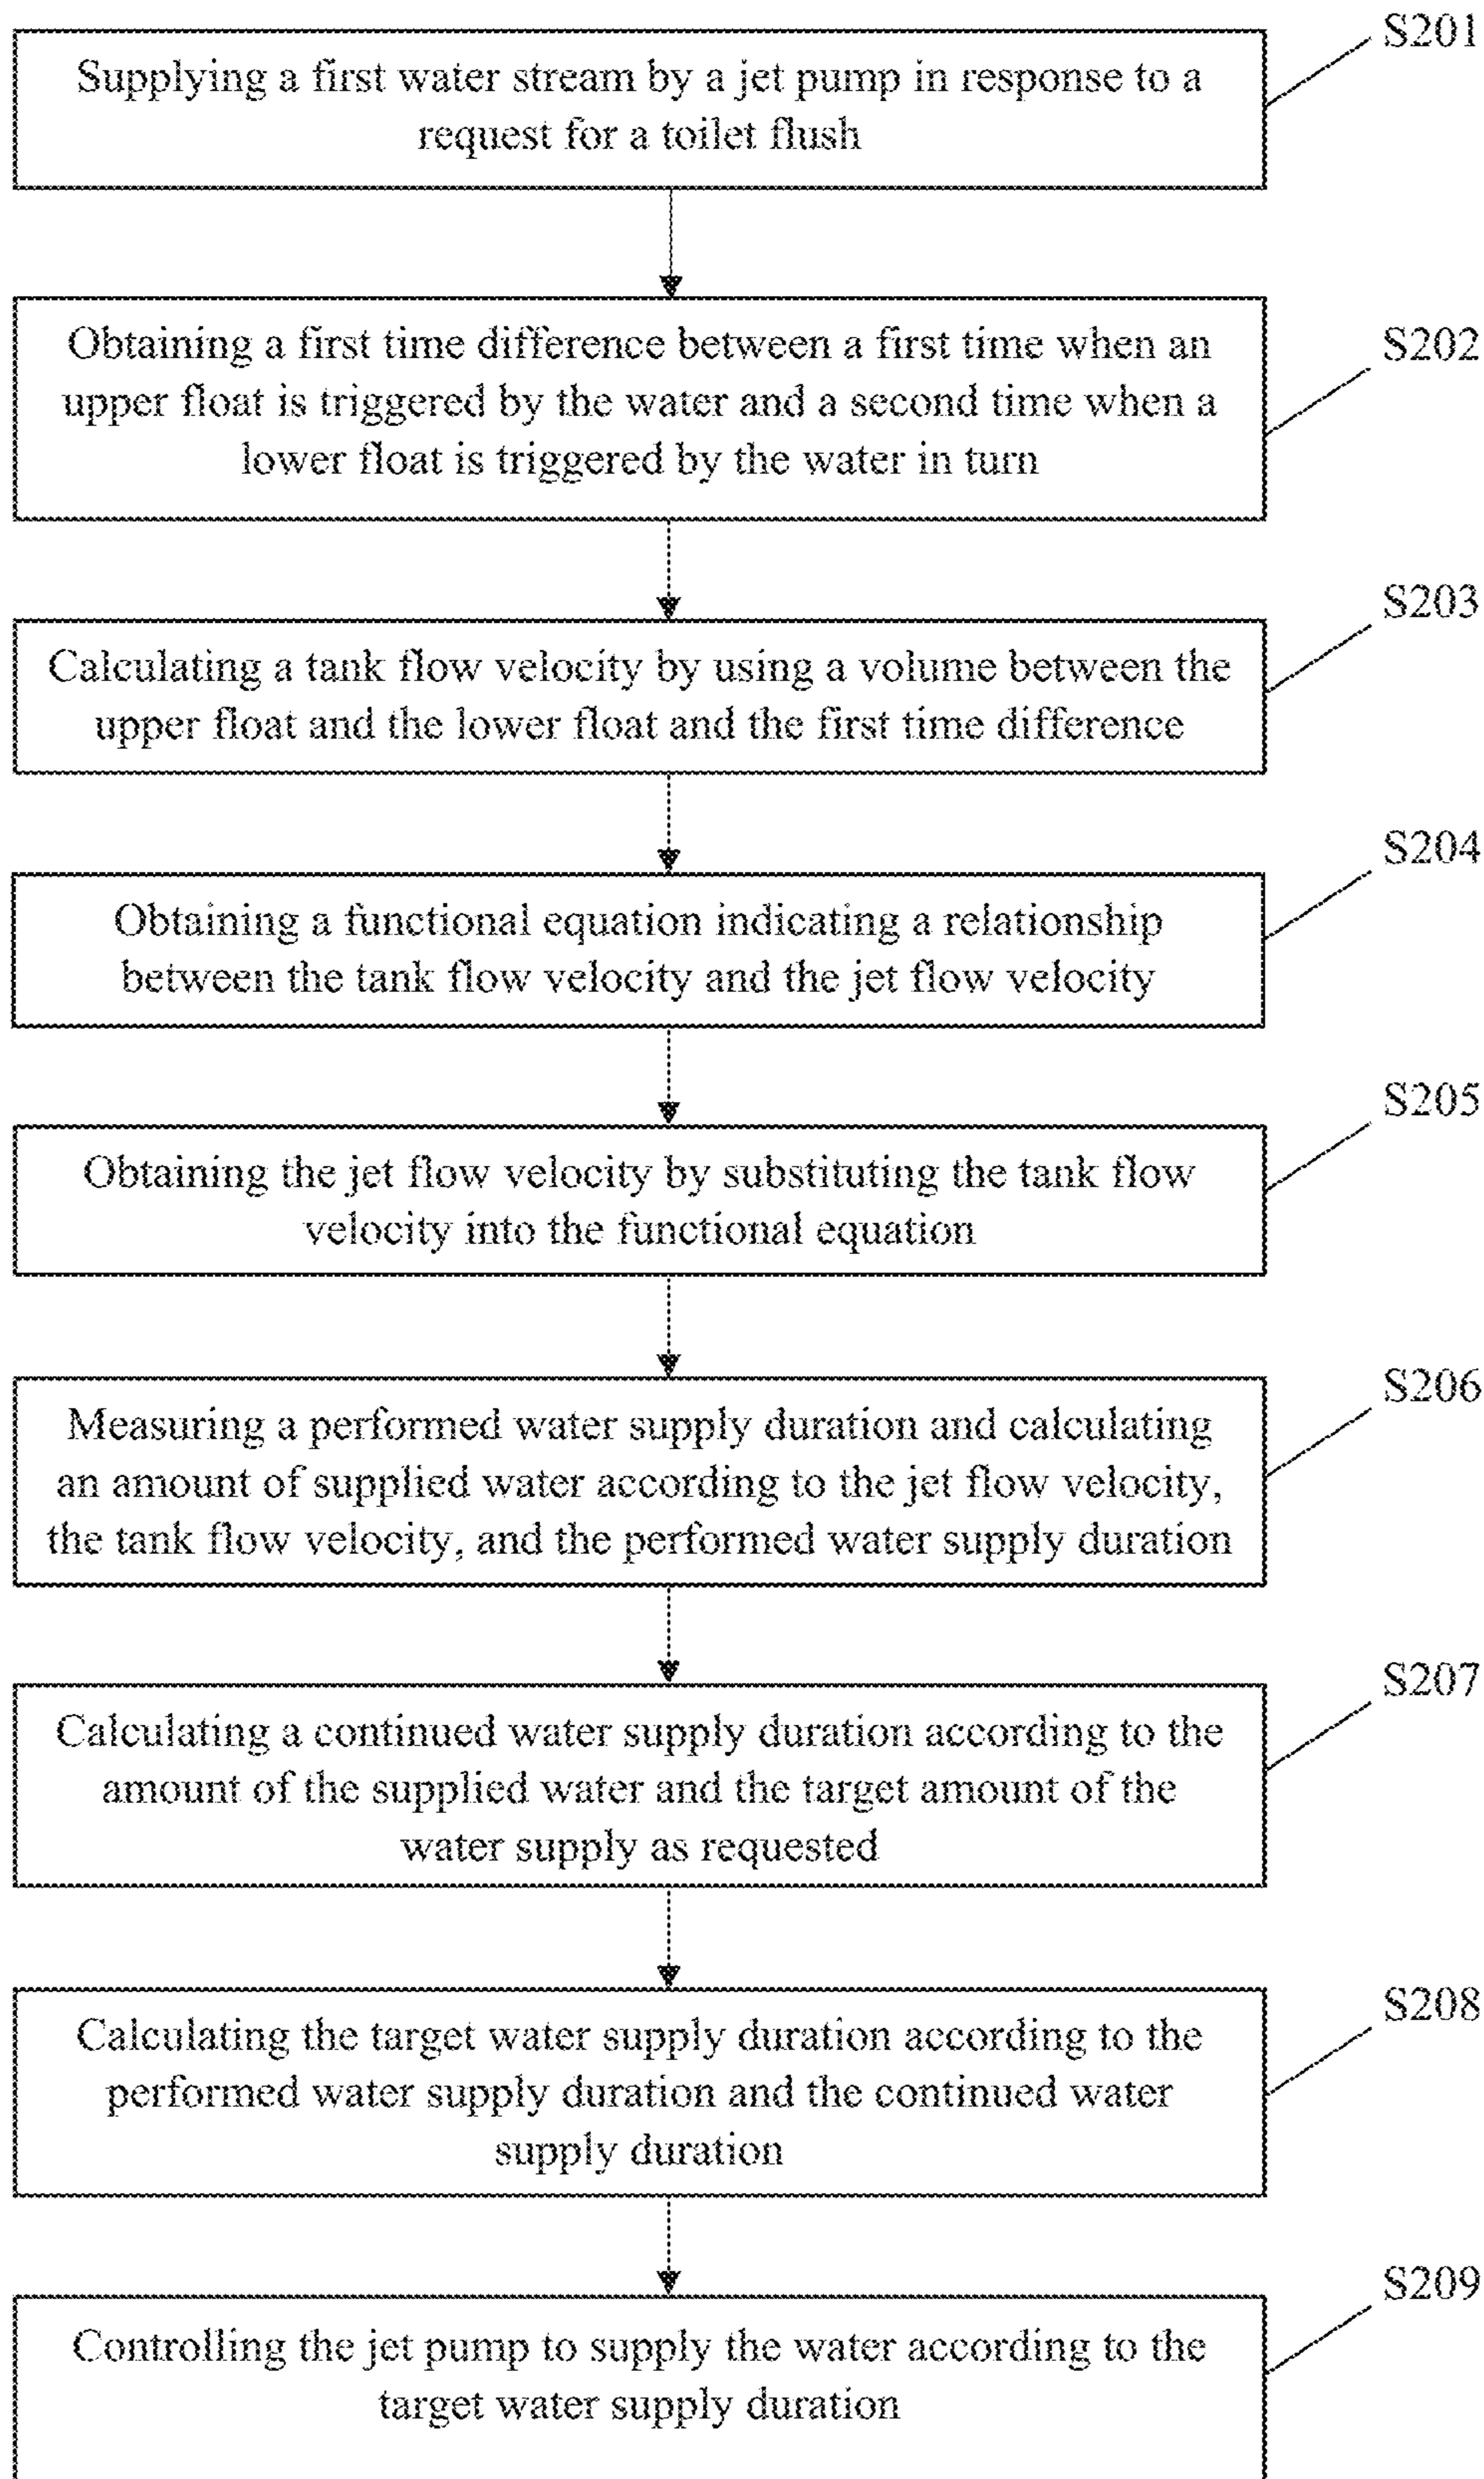 S201
Supplying a first water stream by a jet pump in response to a
request for a toilet flush
S202
Obtaining a first time difference between a first time when an
upper float is triggered by the water and a second time when a
lower float is triggered by the water in turn
S203
Calculating a tank flow velocity by using a volume between the
upper float and the lower float and the first time difference
S204
Obtaining a functional equation indicating a relationship
between the tank flow velocity and the jet flow velocity
S205
Obtaining the jet flow velocity by substituting the tank flow
velocity into the functional equation
S206
Measuring a performed water supply duration and calculating
an amount of supplied water according to the jet flow velocity,
the tank flow velocity, and the performed water supply duration
S207
Calculating a continued water supply duration according to the
amount of the supplied water and the target amount of the
water supply as requested
S208
Calculating the target water supply duration according to the
performed water supply duration and the continued water
supply duration
S209
Controlling the jet pump to supply the water according to the
target water supply duration